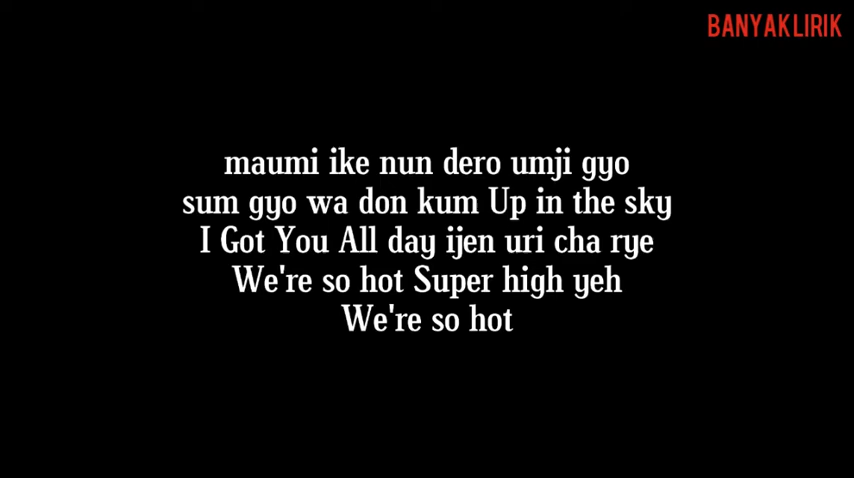 BANYAKLIRIK
maumi ike nun dero umji gyo
sum gyo wa don kum Up in the sky
I Got You All day ijen uri cha rye
We're so hot Super high yeh
We're so hot